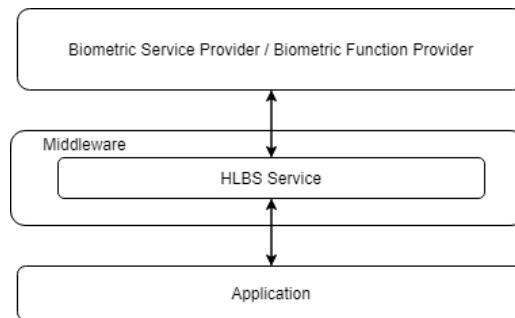 Biometric Service Provider / Biometric Function Provider
Middleware
HLBS Service
Application